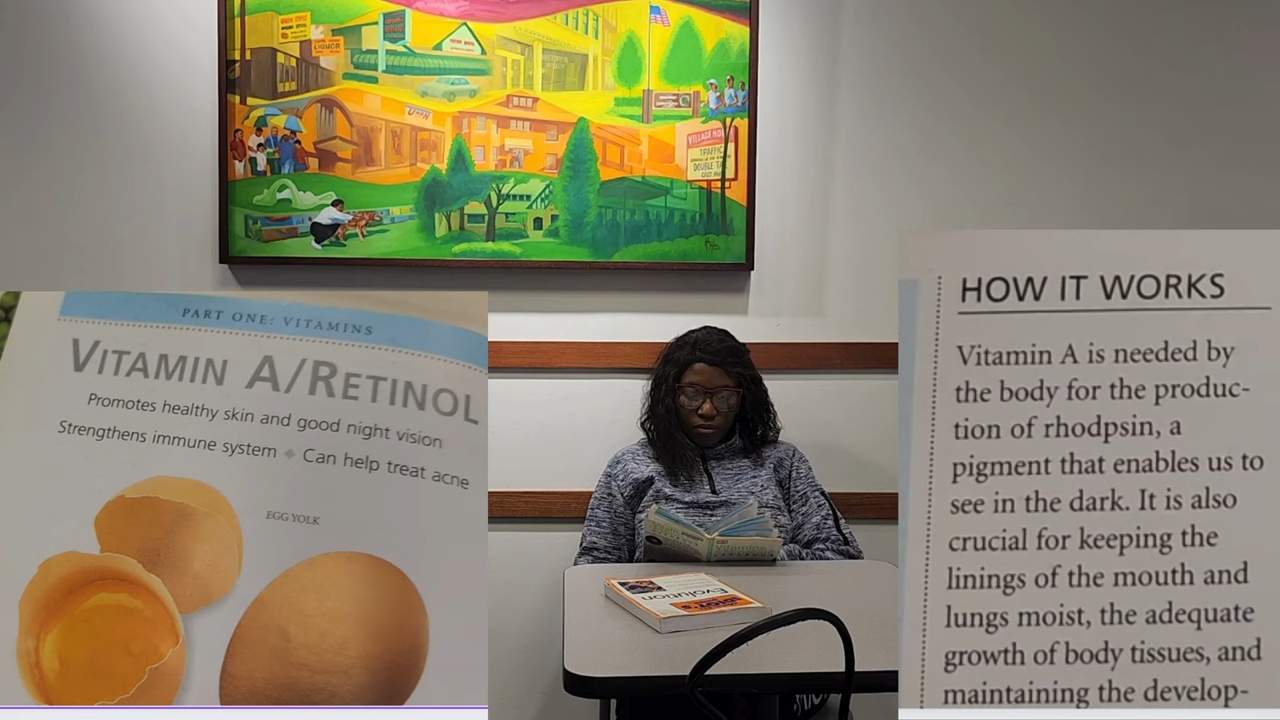 LIQUOR
VILLAGE
TRAFFIC
DOUBLE
PART ONE: VITAMINS
VITAMIN A/RETINOL
Promotes healthy skin and good night vision
Strengthens immune system ◆ Can help treat acne
EGG YOLK
Vitamins
Evolution
HOW IT WORKS
Vitamin A is needed by
the body for the produc-
tion of rhodpsin, a
pigment that enables us to
see in the dark. It is also
crucial for keeping the
linings of the mouth and
lungs moist, the adequate
growth of body tissues, and
maintaining the develop-